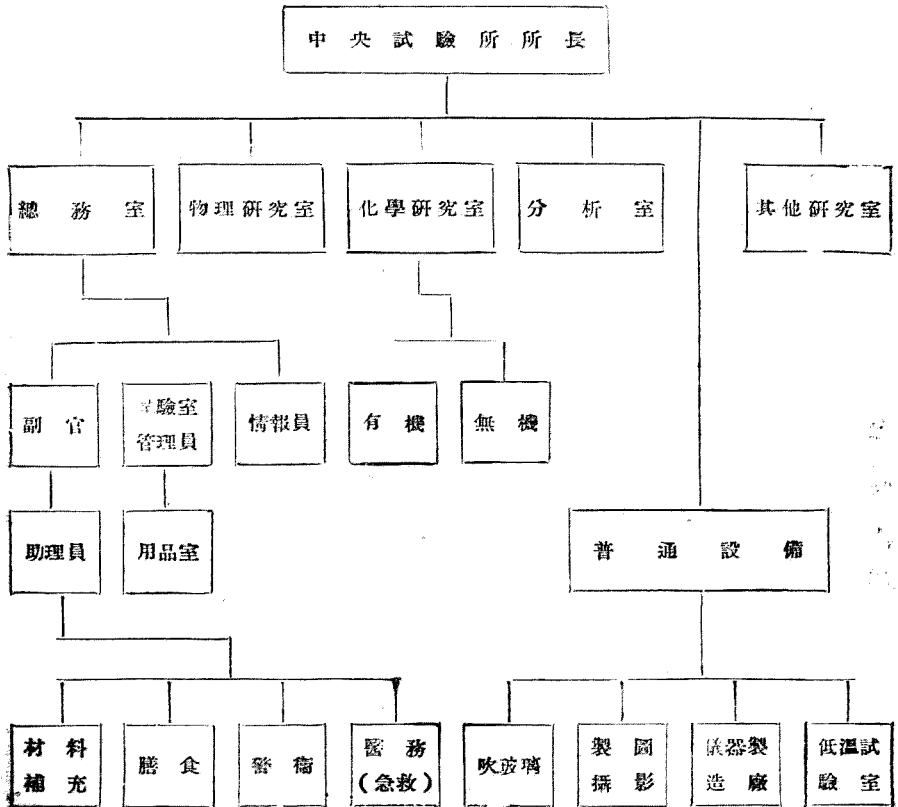 中央試驗所所長
總務室
物理研究室
化學研究室
分析室
其他研究室
副官
驗室
管理員
情報員
有機
無機
助理員
用品室
普通設備
材料
補充
膳食
警衞
醫務
(急救)
吹玻璃
製圖
攝影
儀器製
造廠
低溫試
驗室